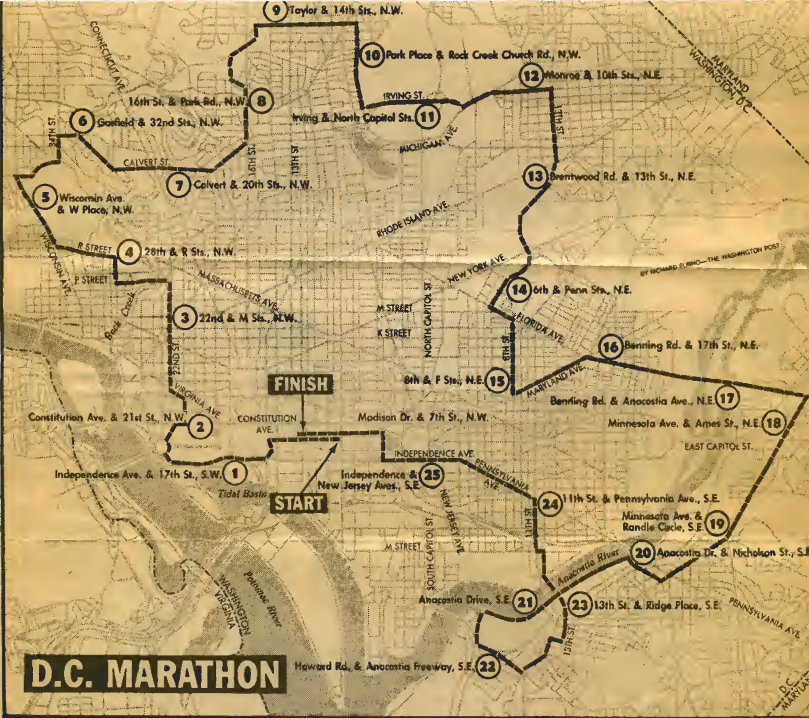 9 Taylor & 14th Sts., N.W.
CONNECTICUT AVE.
10 Park Place & Rock Creek Church Rd., N.W.
MARYLAND
WASHINGTON D.C.
12 Monroe & 10th Sts., N.E.
16th St. & Park Rd., N.W. 8
IRVING ST.
6 Garfield & 32nd Sts., N.W.
34TH ST.
Irving & North Capitol Sts. 11
13TH ST.
MICHIGAN AVE.
CALVERT ST.
16TH ST.
13TH ST.
7 Calvert & 20th Sts., N.W.
13 Brentwood Rd. & 13th St., N.E.
5 Wisconsin Ave.
& W Place, N.W.
RHODE ISLAND AVE.
WISCONSIN AVE.
R STREET
4 28th & R Sts., N.W.
P STREET
MASSACHUSETTS AVE.
NEW YORK AVE.
BY RICHARD FURNO—THE WASHINGTON POST
Rock Creek
14 6th & Penn Sts., N.E.
3 22nd & M Sts., N.W.
M STREET
K STREET
NORTH CAPITOL ST.
FLORIDA AVE.
22ND ST.
8TH ST.
16 Benning Rd. & 17th St., N.E.
FINISH
8th & F Sts., N.E. 15
MARYLAND AVE.
VIRGINIA AVE.
Benning Rd. & Anacostia Ave., N.E. 17
Constitution Ave. & 21st St., N.W. 2
CONSTITUTION
AVE.
Madison Dr. & 7th St., N.W.
Minnesota Ave. & Ames St., N.E. 18
EAST CAPITOL ST.
INDEPENDENCE AVE.
PENNSYLVANIA
AVE.
Independence Ave. & 17th St., S.W. 1
Tidal Basin
START
Independence &
New Jersey Aves., S.E. 25
24 11th St. & Pennsylvania Ave., S.E.
NEW JERSEY AVE.
11TH ST.
Minnesota Ave. &
Randle Circle, S.E. 19
M STREET
SOUTH CAPITOL ST.
Anacostia River
20 Anacostia Dr. & Nicholson St., S.E.
WASHINGTON
VIRGINIA
Potomac River
Anacostia Drive, S.E. 21
23 13th St. & Ridge Place, S.E.
PENNSYLVANIA AVE.
13TH ST.
D.C. MARATHON
Howard Rd. & Anacostia Freeway, S.E. 22
D.C.
MARYLAND